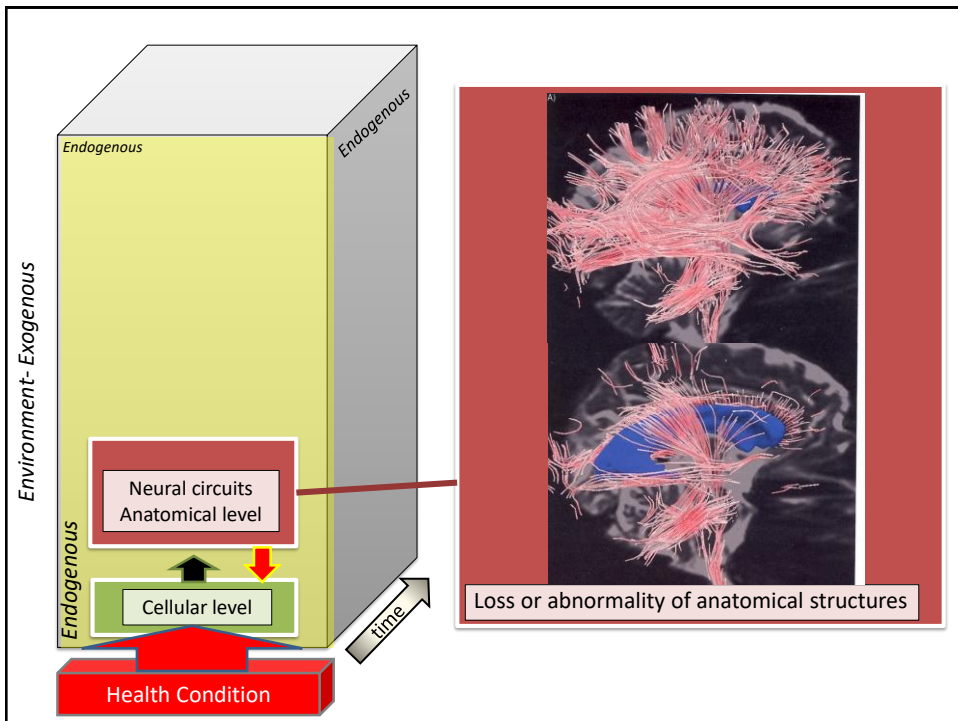 Endogenous
Endogenous
Environment- Exogenous
Endogenous
Neural circuits
Anatomical level
Cellular level
time
Health Condition
A)
Loss or abnormality of anatomical structures